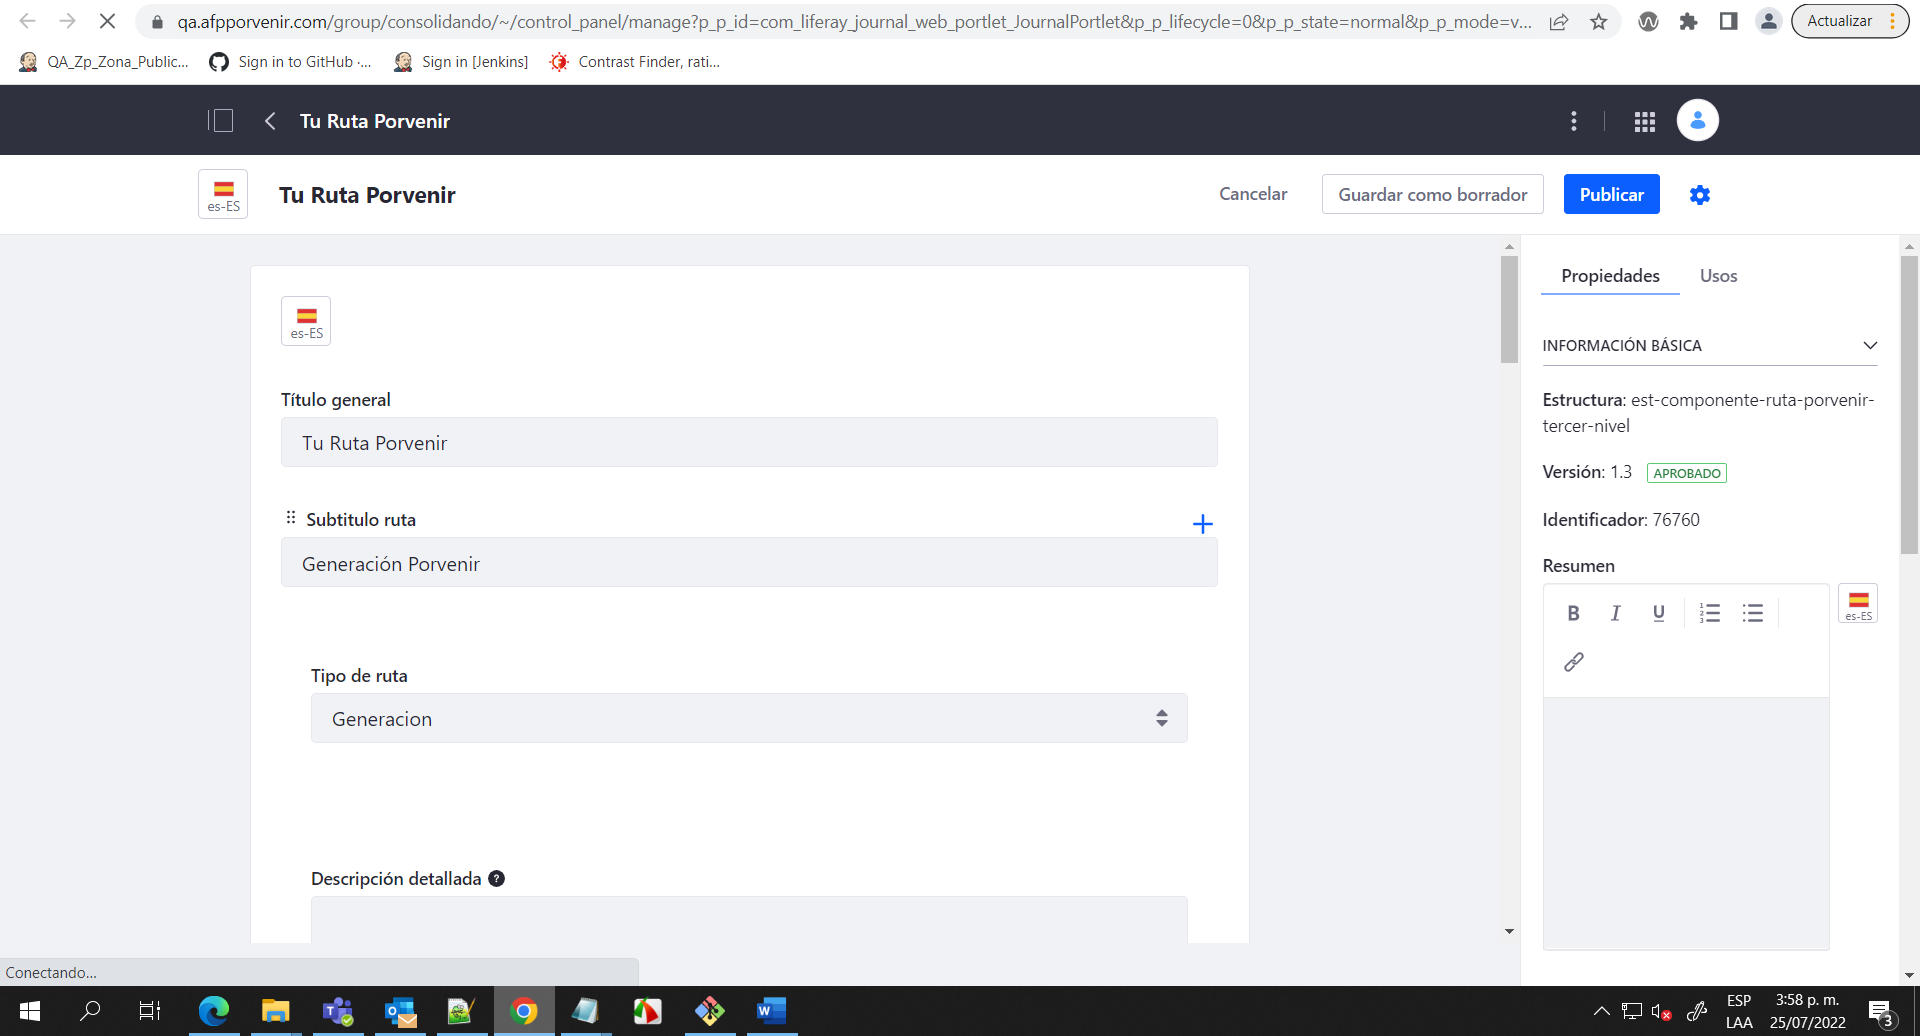 qa.afpporvenir.com/group/consolidando/~/control_panel/manage?p_p_id=com_liferay_journal_web_portlet_JournalPortlet&p_p_lifecycle=0&p_p_state=normal&p_p_mode=v...
Actualizar
QA_Zp_Zona_Public...
Sign in to GitHub ·...
Sign in [Jenkins]
Contrast Finder, rati...
Tu Ruta Porvenir
es-ES
Tu Ruta Porvenir
Cancelar
Guardar como borrador
Publicar
es-ES
Título general
Tu Ruta Porvenir
Subtitulo ruta
Generación Porvenir
Tipo de ruta
Generacion
Descripción detallada ?
Propiedades
Usos
INFORMACIÓN BÁSICA
Estructura: est-componente-ruta-porvenir-
tercer-nivel
Versión: 1.3 APROBADO
Identificador: 76760
Resumen
B I U
es-ES
Conectando...
ESP
LAA
3:58 p. m.
25/07/2022
3